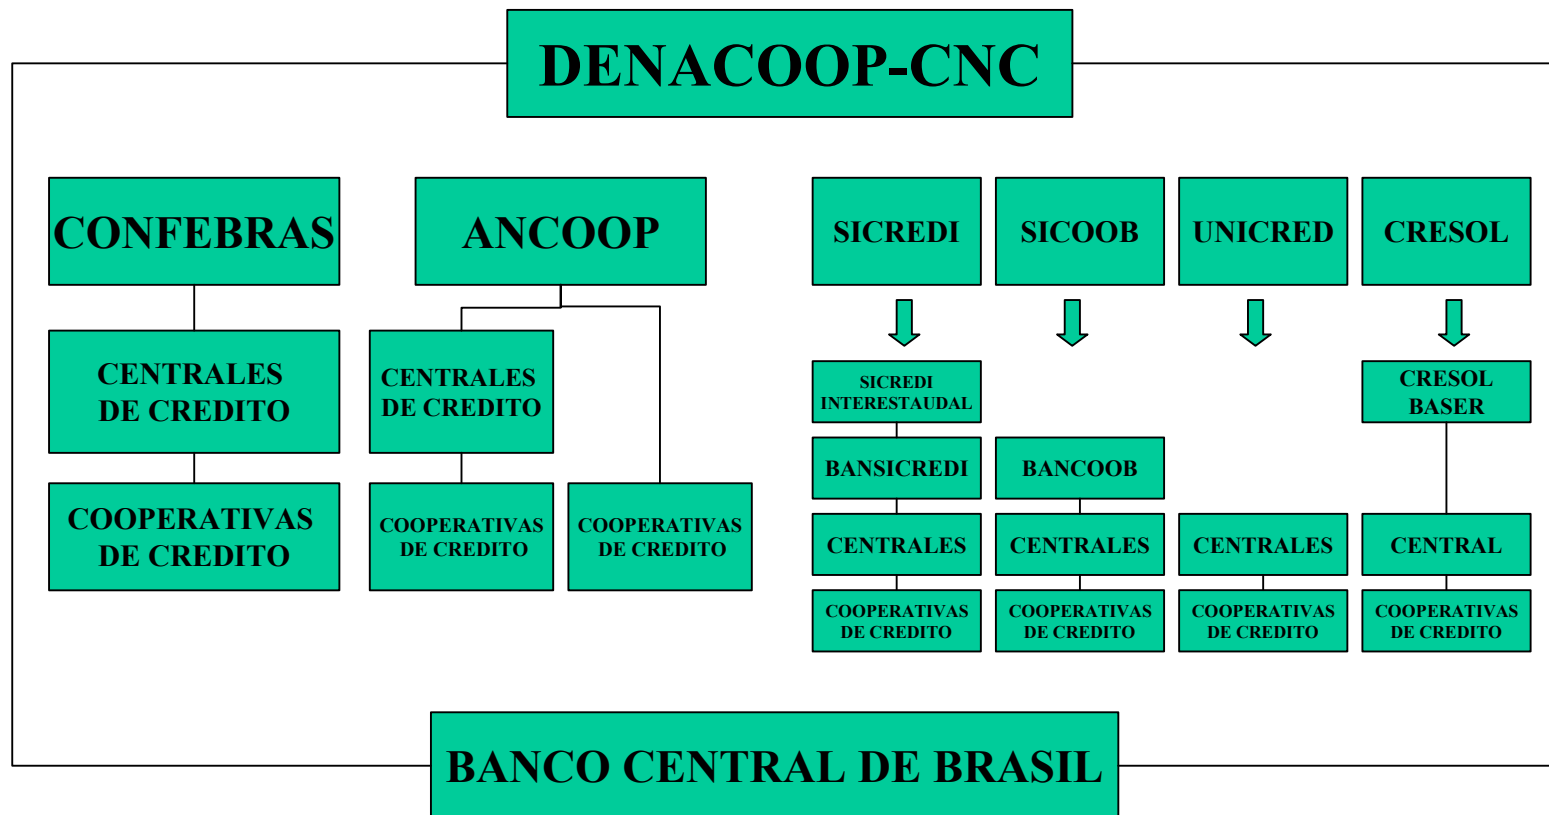 DENACOOP-CNC
CONFEBRAS
ANCOOP
SICREDI
SICOOB
UNICRED
CRESOL
CENTRALES
DE CREDITO
CENTRALES
DE CREDITO
SICREDI
INTERESTAUDAL
CRESOL
BASER
BANSICREDI
BANCOOB
COOPERATIVAS
DE CREDITO
COOPERATIVAS
DE CREDITO
COOPERATIVAS
DE CREDITO
CENTRALES
CENTRALES
CENTRALES
CENTRAL
COOPERATIVAS
DE CREDITO
COOPERATIVAS
DE CREDITO
COOPERATIVAS
DE CREDITO
COOPERATIVAS
DE CREDITO
BANCO CENTRAL DE BRASIL